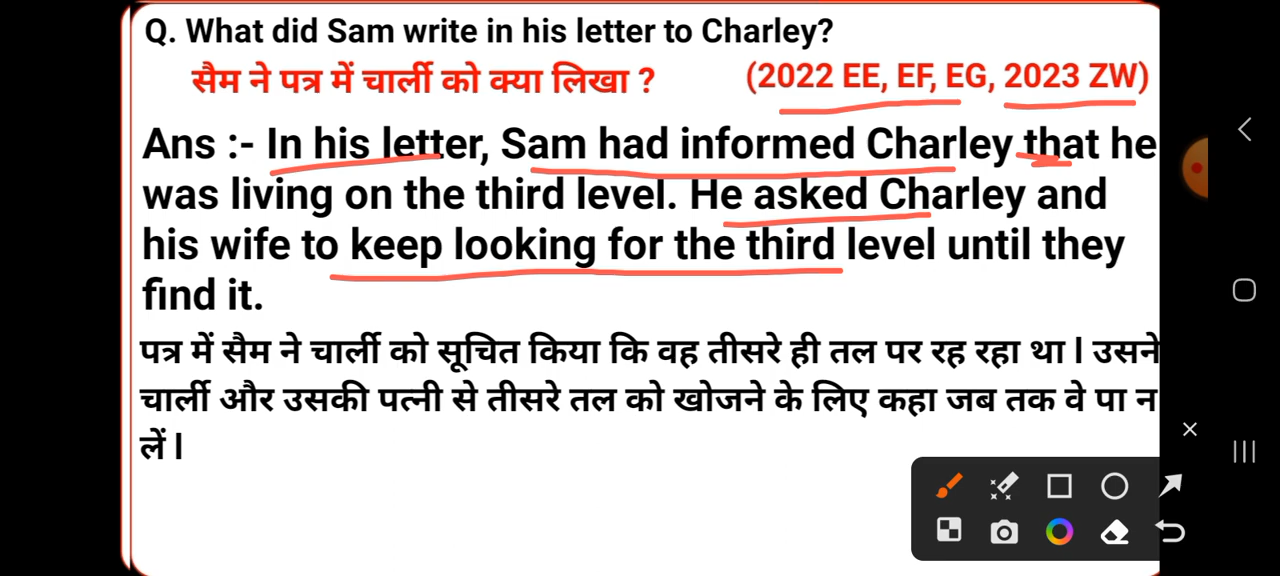 Q. What did Sam write in his letter to Charley?
सैम ने पत्र में चार्ली को क्या लिखा ?
(2022 EE, EF, EG, 2023 ZW)
Ans :- In his letter, Sam had informed Charley that he
was living on the third level. He asked Charley and
his wife to keep looking for the third level until they
find it.
पत्र में सैम ने चार्ली को सूचित किया कि वह तीसरे ही तल पर रह रहा था l उसने
चार्ली और उसकी पत्नी से तीसरे तल को खोजने के लिए कहा जब तक वे पा न
लें l